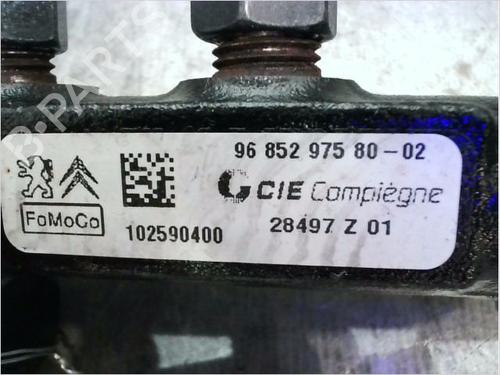 96 852 975 80-02
CIE Compiègne
FoMoCo
102590400
28497 Z 01
B-PARTS